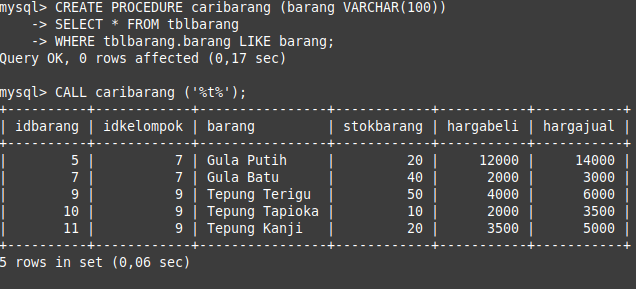 mysql> CREATE PROCEDURE caribarang (barang VARCHAR(100))
    -> SELECT * FROM tblbarang
    -> WHERE tblbarang.barang LIKE barang;
Query OK, 0 rows affected (0,17 sec)

mysql> CALL caribarang ('%t%');
+----------+------------+----------------+------------+-----------+-----------+
| idbarang | idkelompok | barang         | stokbarang | hargabeli | hargajual |
+----------+------------+----------------+------------+-----------+-----------+
|        5 |          7 | Gula Putih     |         20 |     12000 |     14000 |
|        7 |          7 | Gula Batu      |         40 |      2000 |      3000 |
|        9 |          9 | Tepung Terigu  |         50 |      4000 |      6000 |
|       10 |          9 | Tepung Tapioka |         10 |      2000 |      3500 |
|       11 |          9 | Tepung Kanji   |         20 |      3500 |      5000 |
+----------+------------+----------------+------------+-----------+-----------+
5 rows in set (0,06 sec)